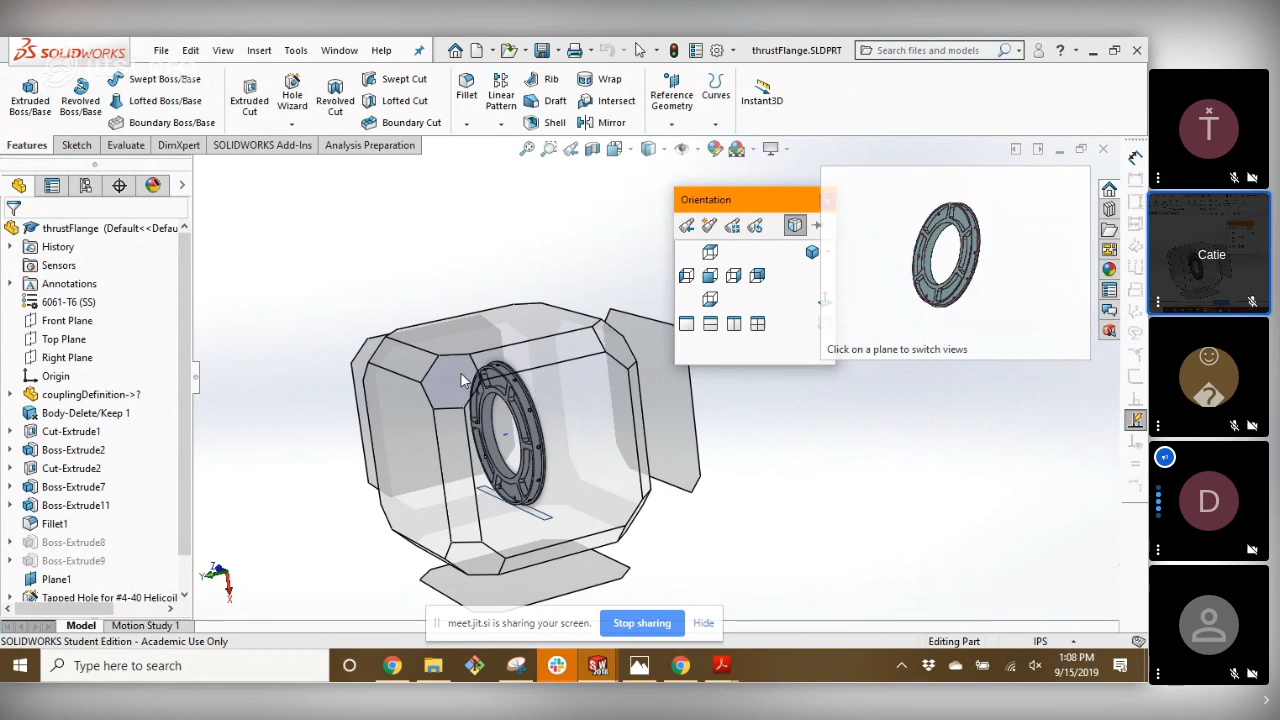 SOLIDWORKS File Edit View Insert Tools Window Help thrustFlange.SLDPRT Search files and models
Extruded Boss/Base
Revolved Boss/Base
Swept Boss/Base
Lofted Boss/Base
Boundary Boss/Base
Extruded Cut
Hole Wizard
Revolved Cut
Swept Cut
Lofted Cut
Boundary Cut
Fillet
Linear Pattern
Rib
Draft
Shell
Wrap
Intersect
Mirror
Reference Geometry
Curves
Instant3D
Features Sketch Evaluate DimXpert SOLIDWORKS Add-Ins Analysis Preparation
thrustFlange (Default<<Defau
History
Sensors
Annotations
6061-T6 (SS)
Front Plane
Top Plane
Right Plane
Origin
couplingDefinition->?
Body-Delete/Keep 1
Cut-Extrude1
Boss-Extrude2
Cut-Extrude2
Boss-Extrude7
Boss-Extrude11
Fillet1
Boss-Extrude8
Boss-Extrude9
Plane1
Tapped Hole for #4-40 Helicoil
Orientation
Click on a plane to switch views
Y Z X
meet.jit.si is sharing your screen. Stop sharing Hide
Model Motion Study 1
SOLIDWORKS Student Edition - Academic Use Only Editing Part IPS
Type here to search
SW 2018
1:08 PM
9/15/2019
Catie
D